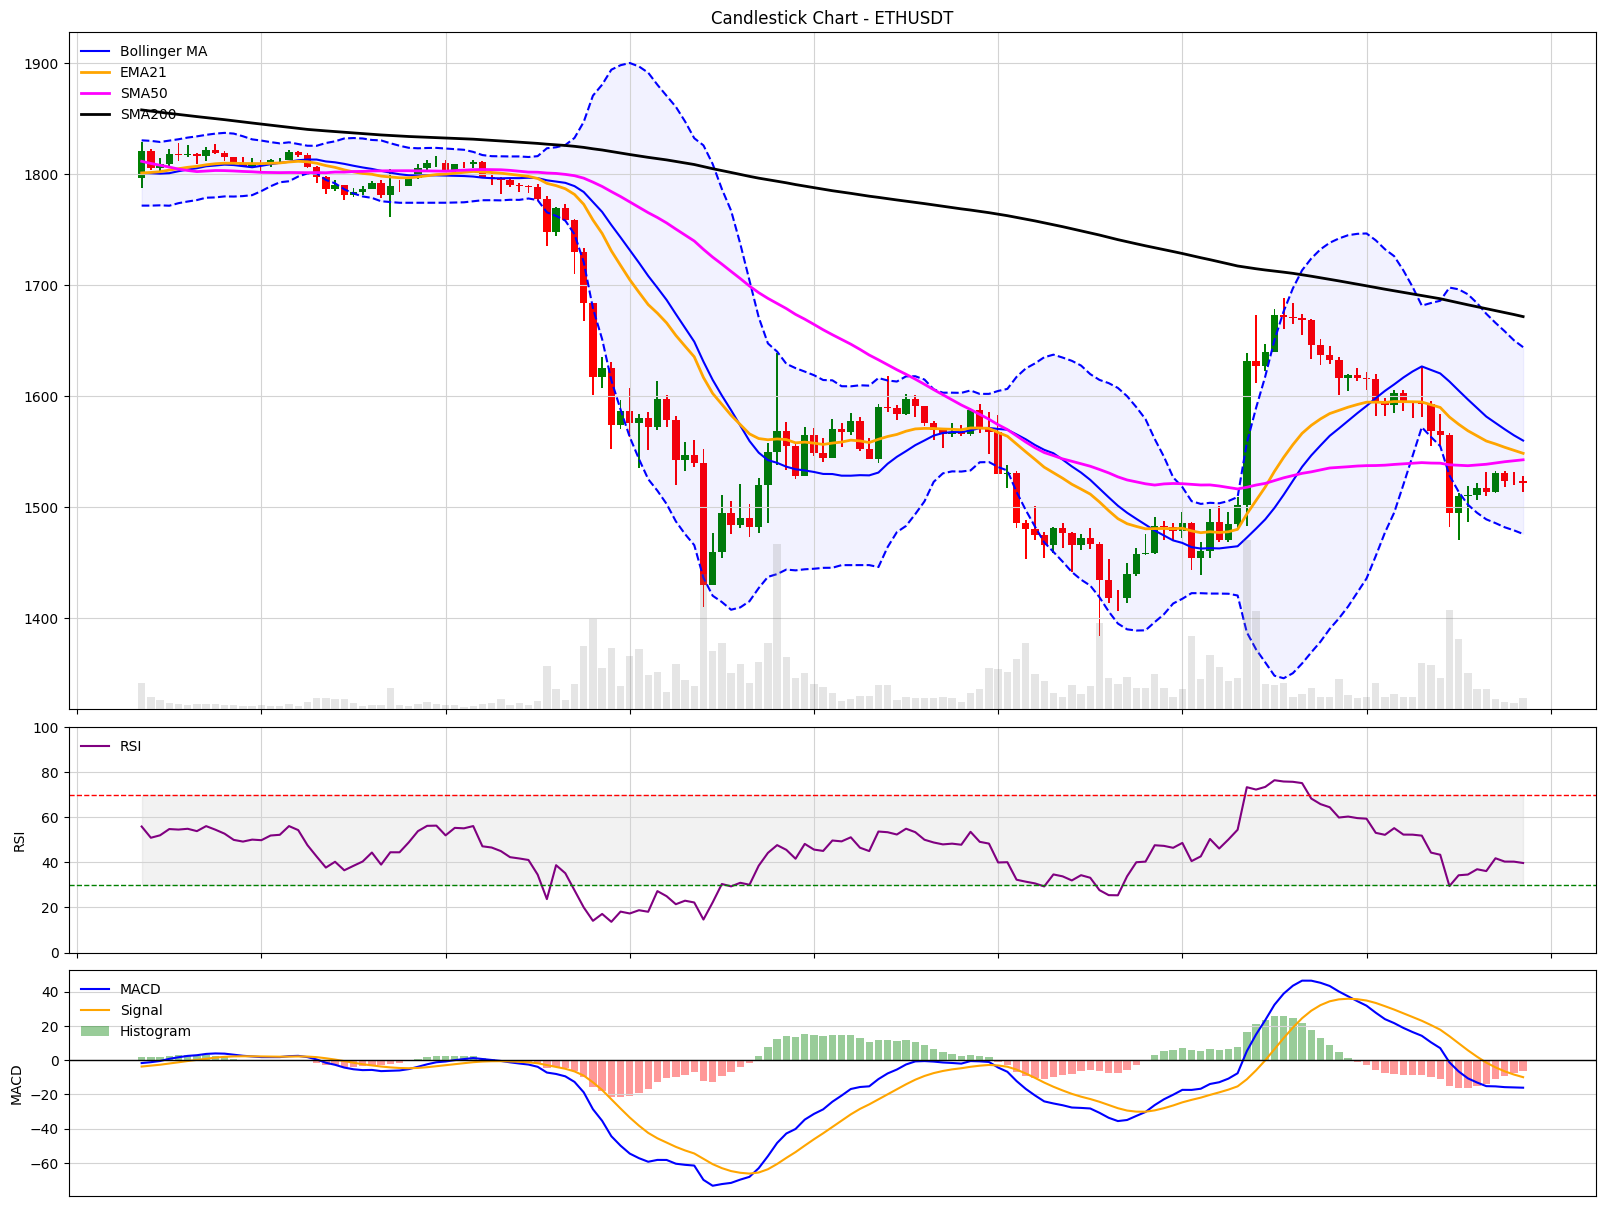 Candlestick Chart - ETHUSDT
Bollinger MA
EMA21
SMA50
SMA200
1900
1800
1700
1600
1500
1400
RSI
100
80
60
40
20
0
RSI
MACD
Signal
Histogram
40
20
0
−20
−40
−60
MACD